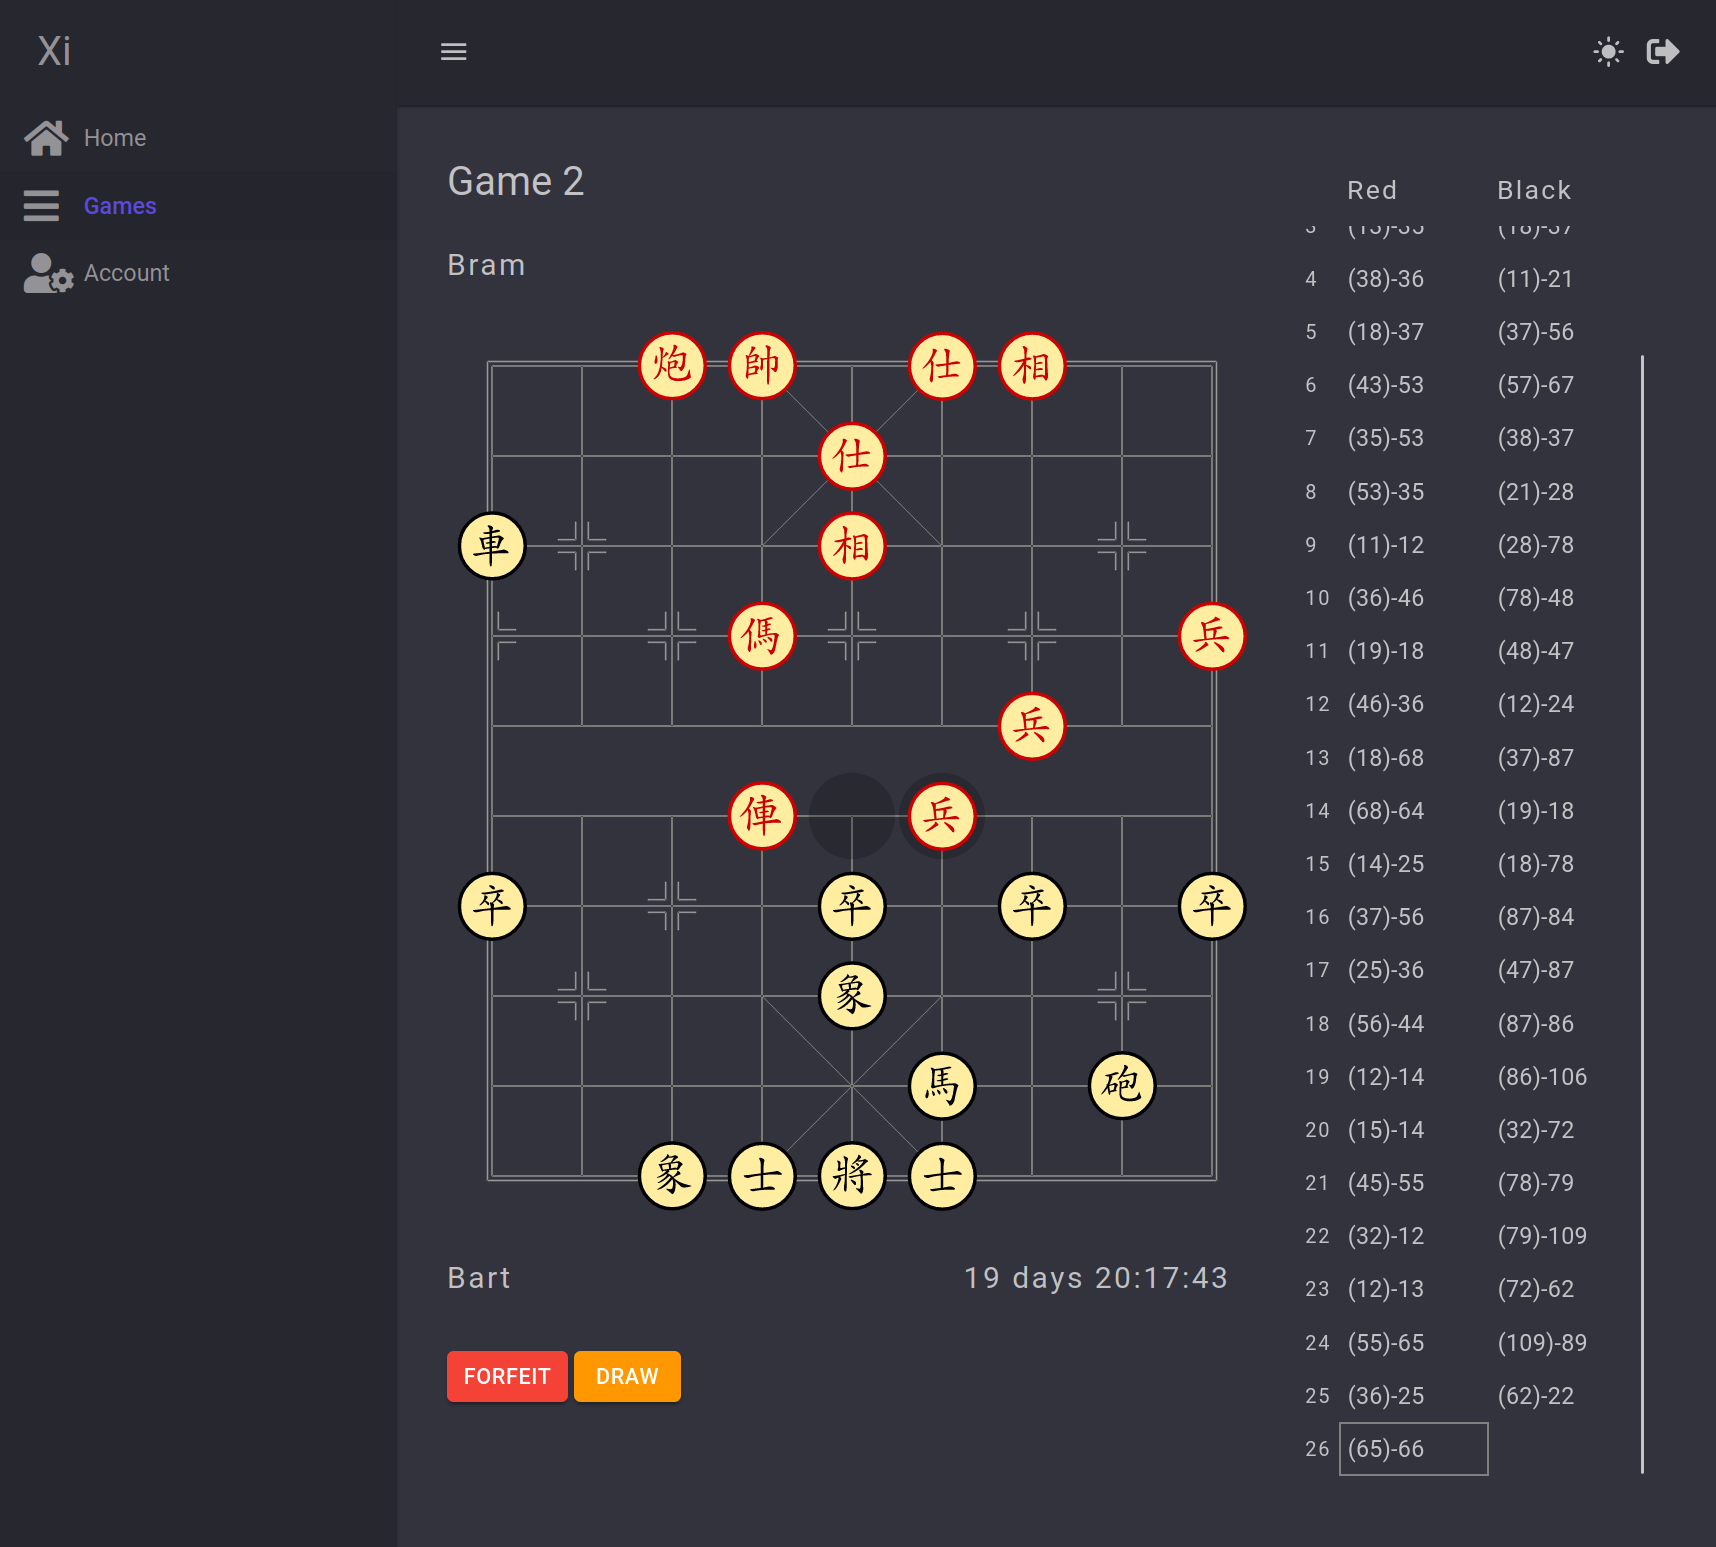 Xi
Home
Games
Account
Game 2
Bram
炮 帥 仕 相
仕
車 相
傌 兵
兵
俥 兵
卒 卒 卒 卒
象
馬 砲
象 士 將 士
Bart 19 days 20:17:43
FORFEIT DRAW
Red Black
3 (13)-33 (18)-37
4 (38)-36 (11)-21
5 (18)-37 (37)-56
6 (43)-53 (57)-67
7 (35)-53 (38)-37
8 (53)-35 (21)-28
9 (11)-12 (28)-78
10 (36)-46 (78)-48
11 (19)-18 (48)-47
12 (46)-36 (12)-24
13 (18)-68 (37)-87
14 (68)-64 (19)-18
15 (14)-25 (18)-78
16 (37)-56 (87)-84
17 (25)-36 (47)-87
18 (56)-44 (87)-86
19 (12)-14 (86)-106
20 (15)-14 (32)-72
21 (45)-55 (78)-79
22 (32)-12 (79)-109
23 (12)-13 (72)-62
24 (55)-65 (109)-89
25 (36)-25 (62)-22
26 (65)-66